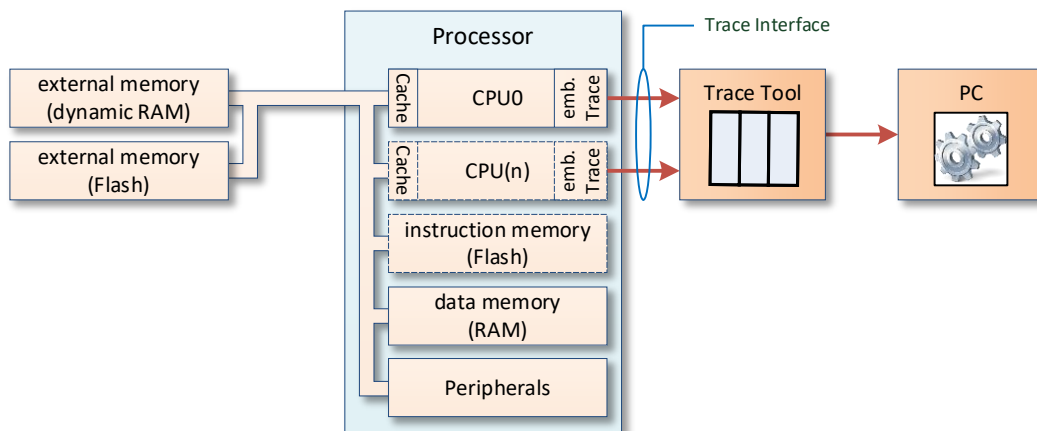 Processor
Trace Interface
external memory
(dynamic RAM)
Cache
CPU0
emb.
Trace
Trace Tool
PC
external memory
(Flash)
Cache
CPU(n)
emb.
Trace
instruction memory
(Flash)
data memory
(RAM)
Peripherals